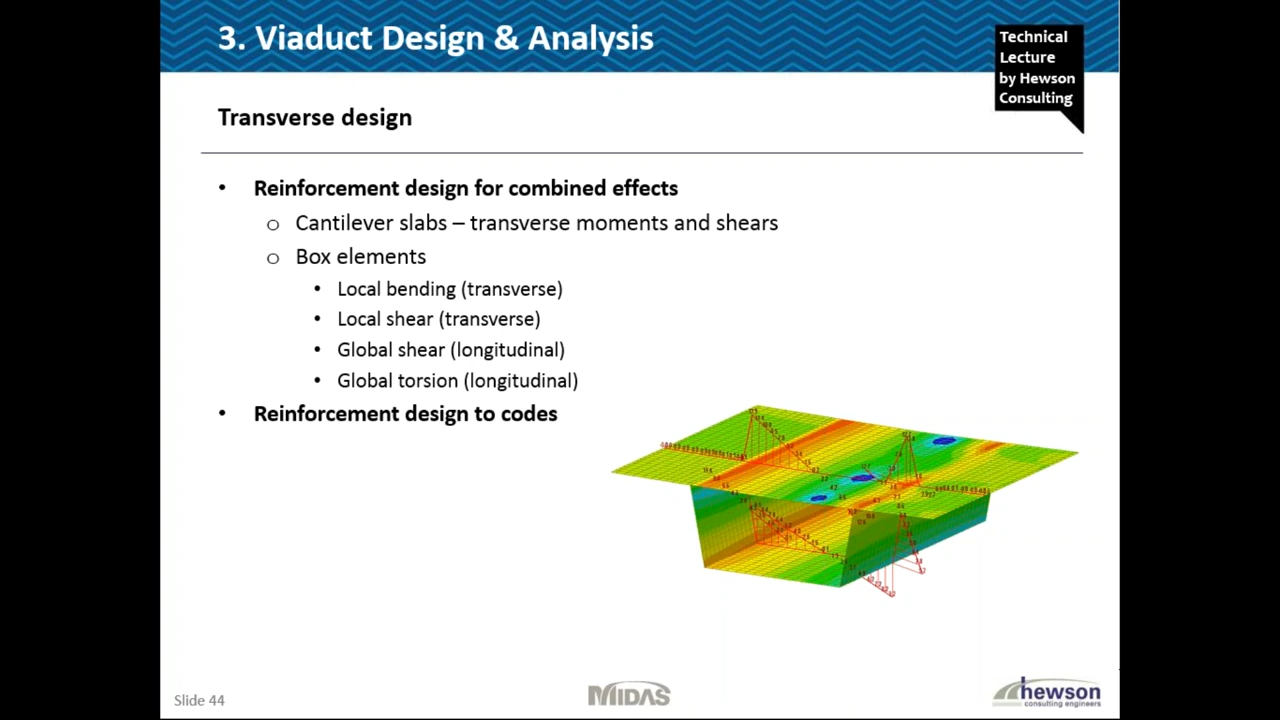 3. Viaduct Design & Analysis
Technical
Lecture
by Hewson
Consulting
Transverse design
• Reinforcement design for combined effects
o Cantilever slabs – transverse moments and shears
o Box elements
• Local bending (transverse)
• Local shear (transverse)
• Global shear (longitudinal)
• Global torsion (longitudinal)
• Reinforcement design to codes
Slide 44
MIDAS
hewson
consulting engineers